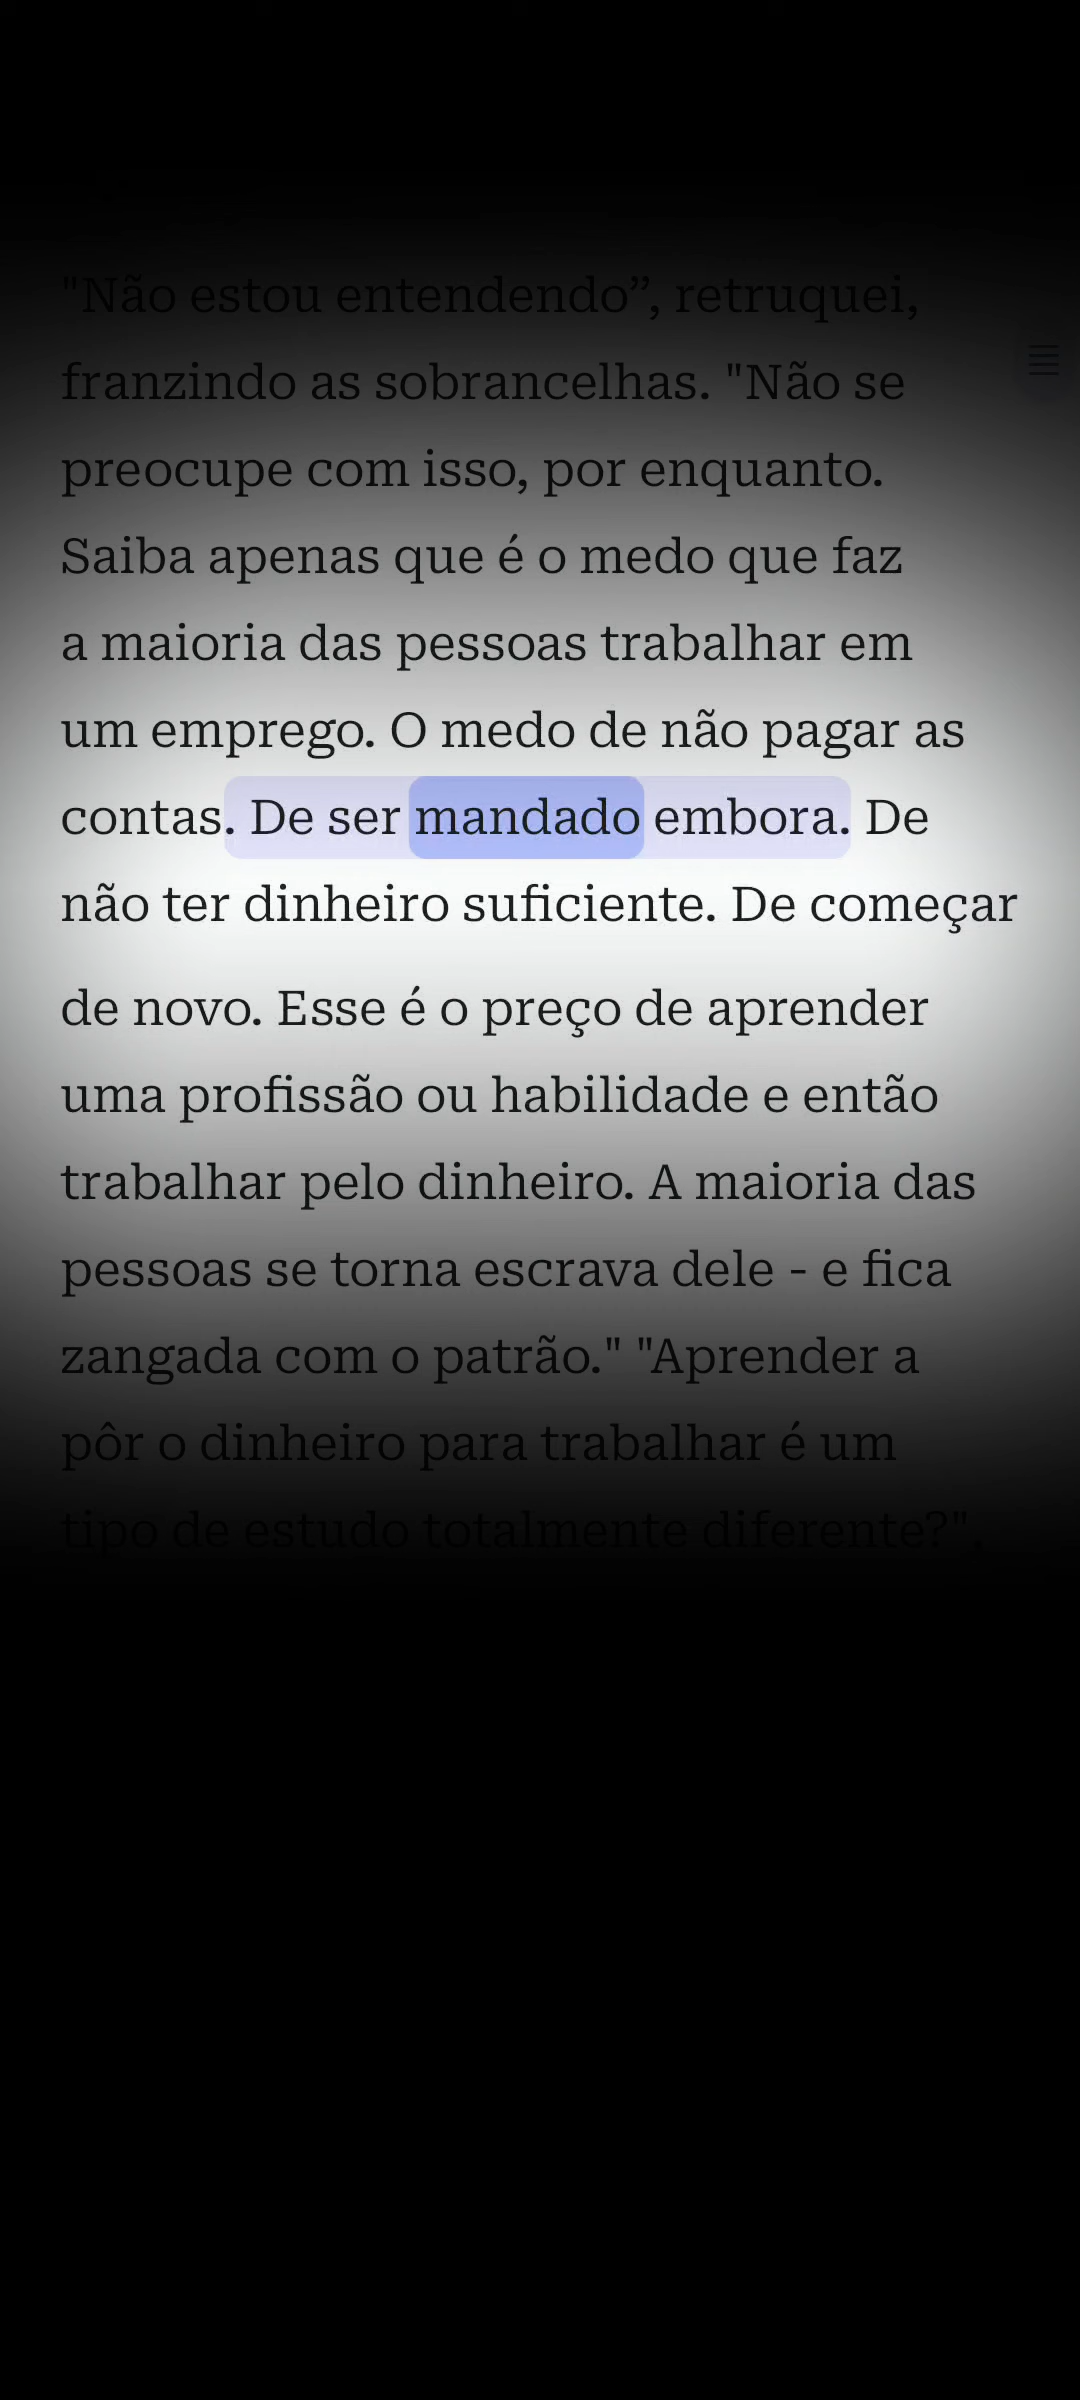 "Não estou entendendo”, retruquei,
franzindo as sobrancelhas. "Não se
preocupe com isso, por enquanto.
Saiba apenas que é o medo que faz
a maioria das pessoas trabalhar em
um emprego. O medo de não pagar as
contas. De ser mandado embora. De
não ter dinheiro suficiente. De começar
de novo. Esse é o preço de aprender
uma profissão ou habilidade e então
trabalhar pelo dinheiro. A maioria das
pessoas se torna escrava dele - e fica
zangada com o patrão." "Aprender a
pôr o dinheiro para trabalhar é um
tipo de estudo totalmente diferente?",